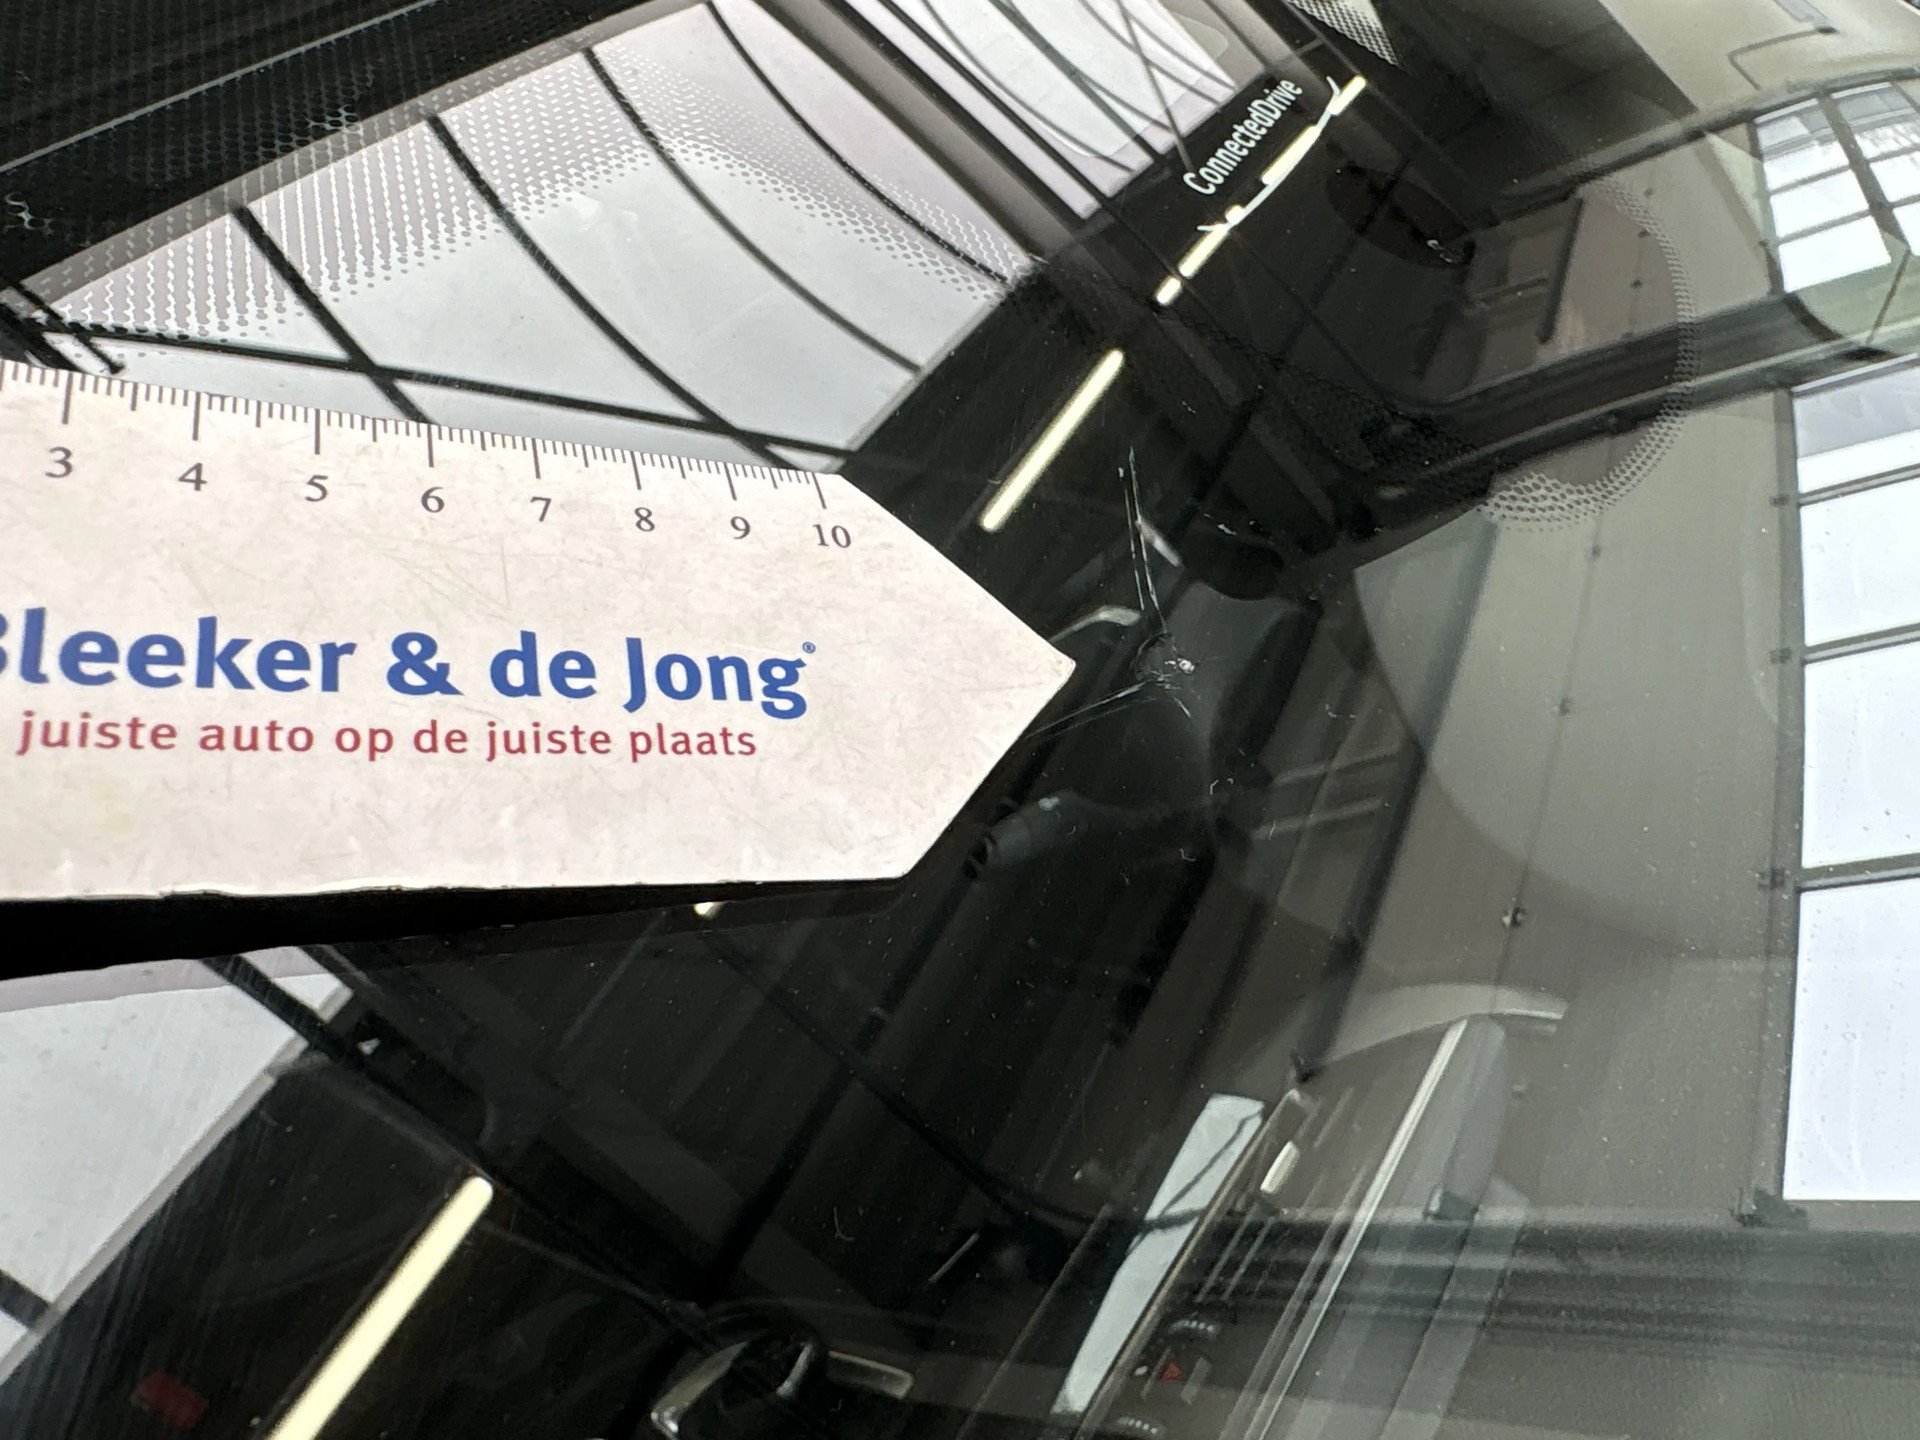 ConnectedDrive
3 4 5 6 7 8 9 10
Bleeker & de Jong®
juiste auto op de juiste plaats